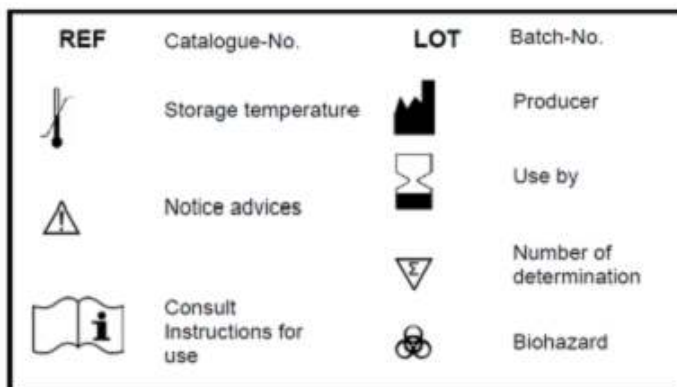 REF Catalogue-No. LOT Batch-No.
Storage temperature
Producer
Use by
Notice advices
Σ
Number of
determination
i
Consult
Instructions for
use
Biohazard